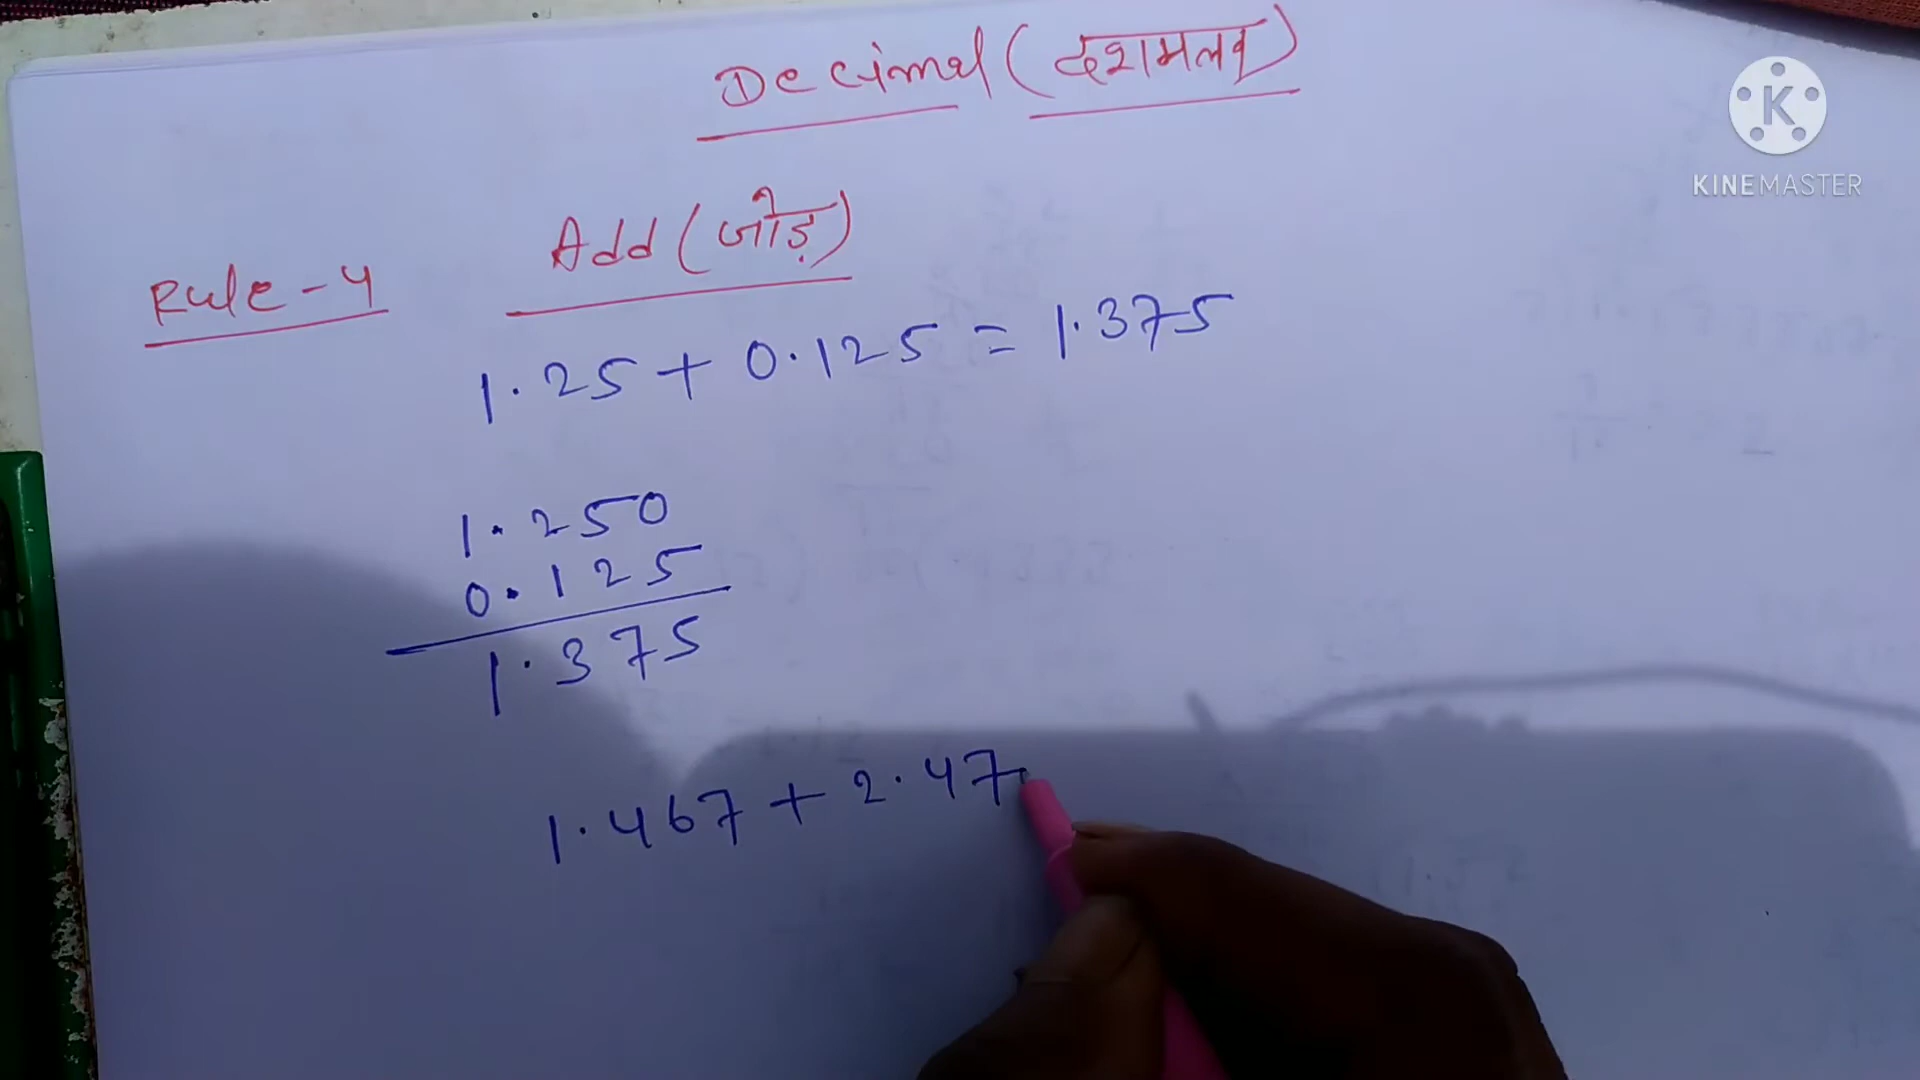 Decimal (दशमलव)
KINEMASTER
Add (जोड़)
Rule - 4
1.25 + 0.125 = 1.375
1.250
0.125
1.375
1.467 + 2.47